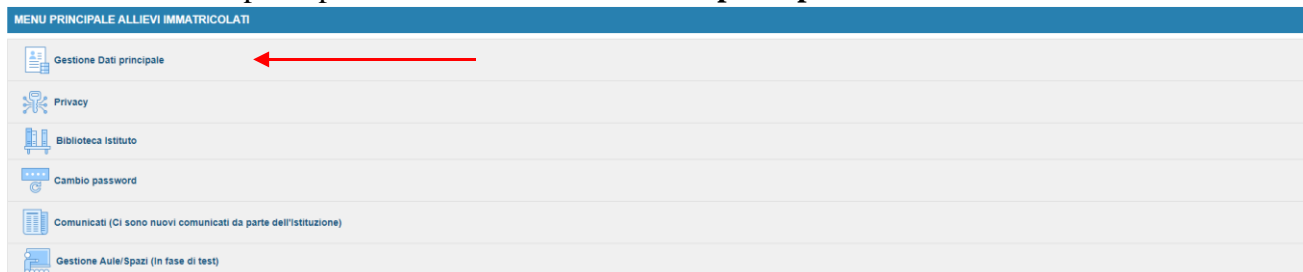 MENU PRINCIPALE ALLIEVI IMMATRICOLATI
Gestione Dati principale
Privacy
Biblioteca Istituto
Cambio password
Comunicati (Ci sono nuovi comunicati da parte dell'Istituzione)
Gestione Aule/Spazi (In fase di test)